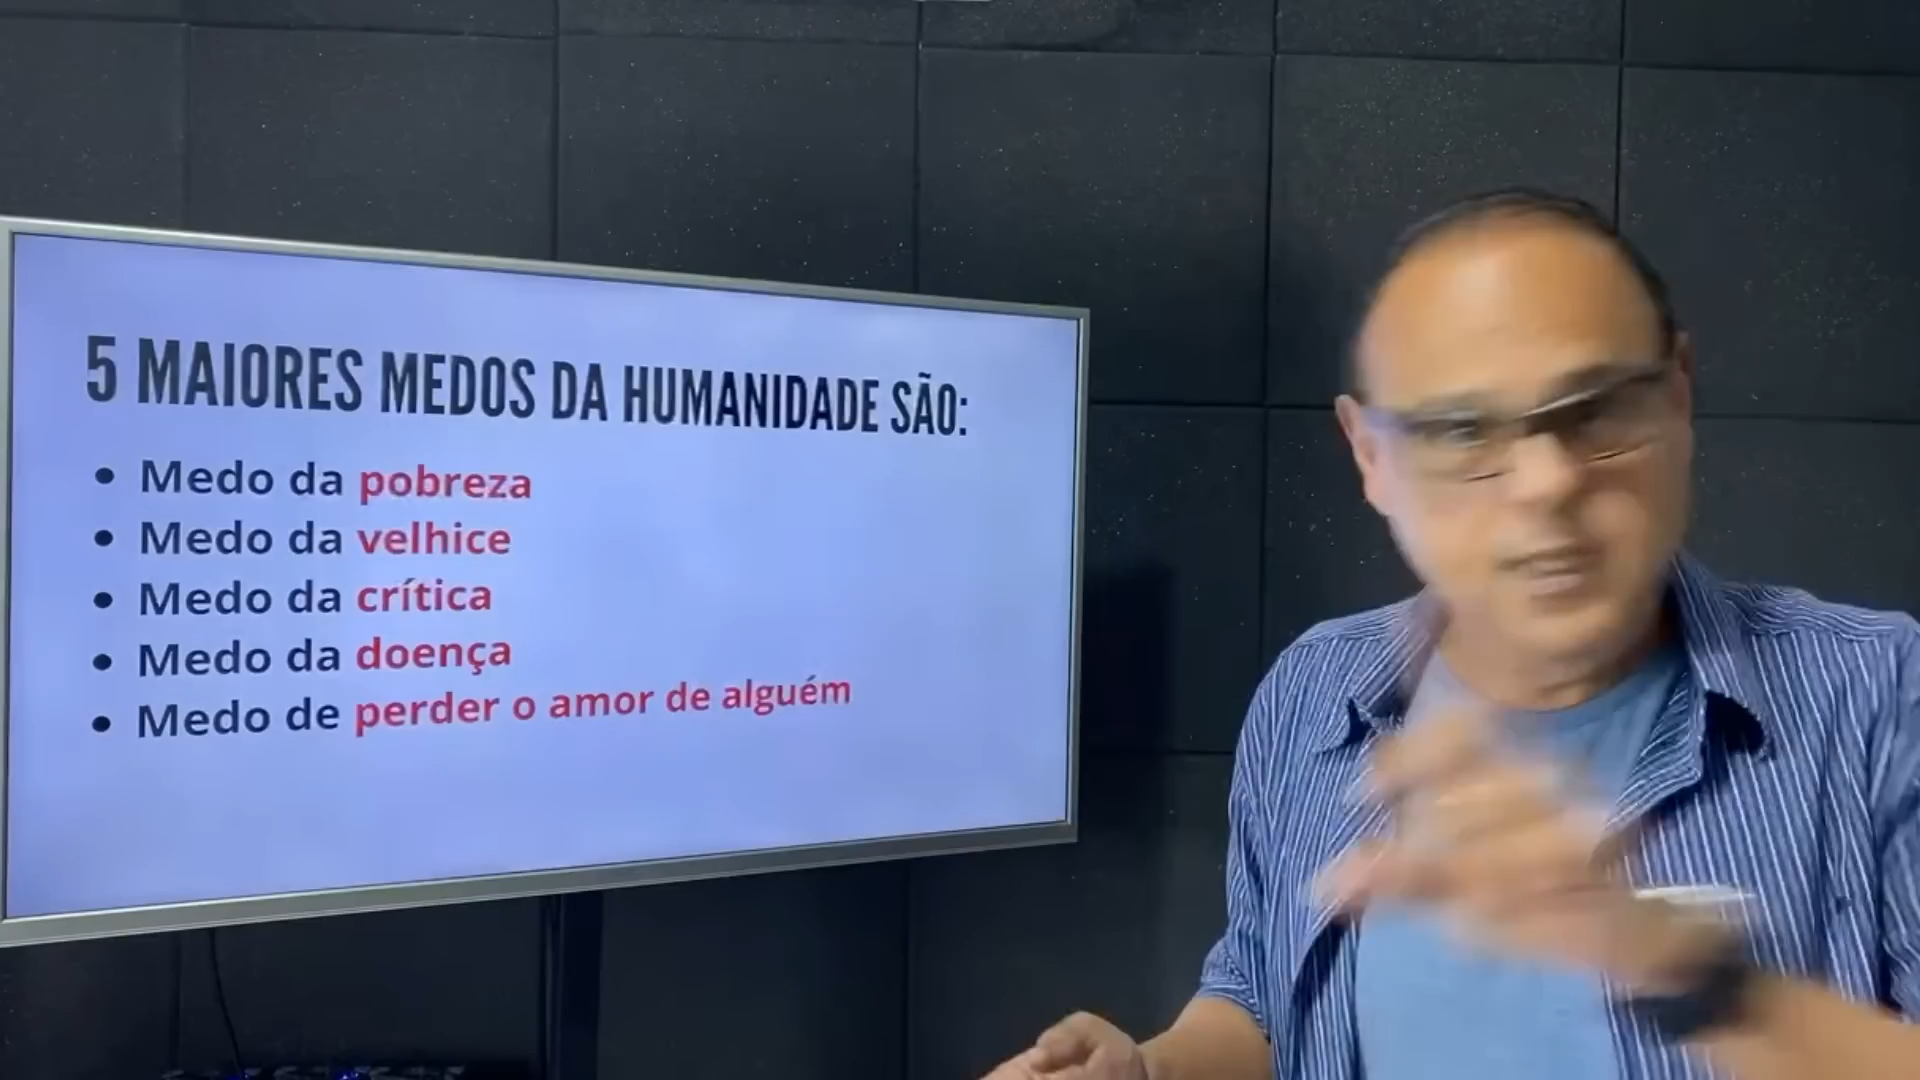 5 MAIORES MEDOS DA HUMANIDADE SÃO:
• Medo da pobreza
• Medo da velhice
• Medo da crítica
• Medo da doença
• Medo de perder o amor de alguém